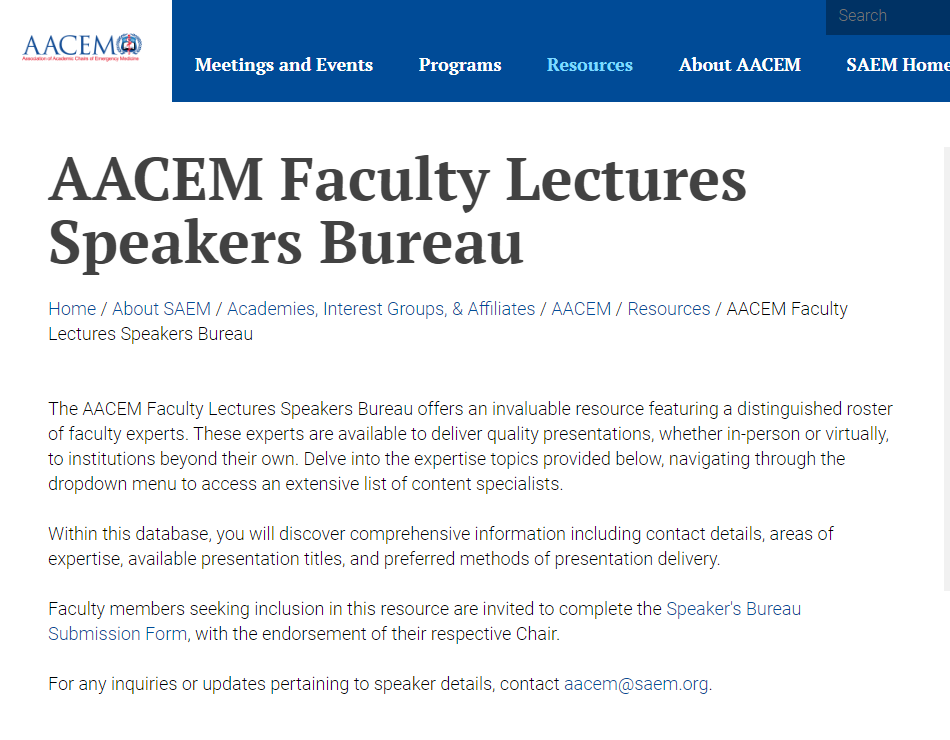 Search
AACEM
Association of Academic Chairs of Emergency Medicine
Meetings and Events
Programs
Resources
About AACEM
SAEM Home
AACEM Faculty Lectures
Speakers Bureau
Home / About SAEM / Academies, Interest Groups, & Affiliates / AACEM / Resources / AACEM Faculty
Lectures Speakers Bureau
The AACEM Faculty Lectures Speakers Bureau offers an invaluable resource featuring a distinguished roster
of faculty experts. These experts are available to deliver quality presentations, whether in-person or virtually,
to institutions beyond their own. Delve into the expertise topics provided below, navigating through the
dropdown menu to access an extensive list of content specialists.
Within this database, you will discover comprehensive information including contact details, areas of
expertise, available presentation titles, and preferred methods of presentation delivery.
Faculty members seeking inclusion in this resource are invited to complete the Speaker's Bureau
Submission Form, with the endorsement of their respective Chair.
For any inquiries or updates pertaining to speaker details, contact aacem@saem.org.